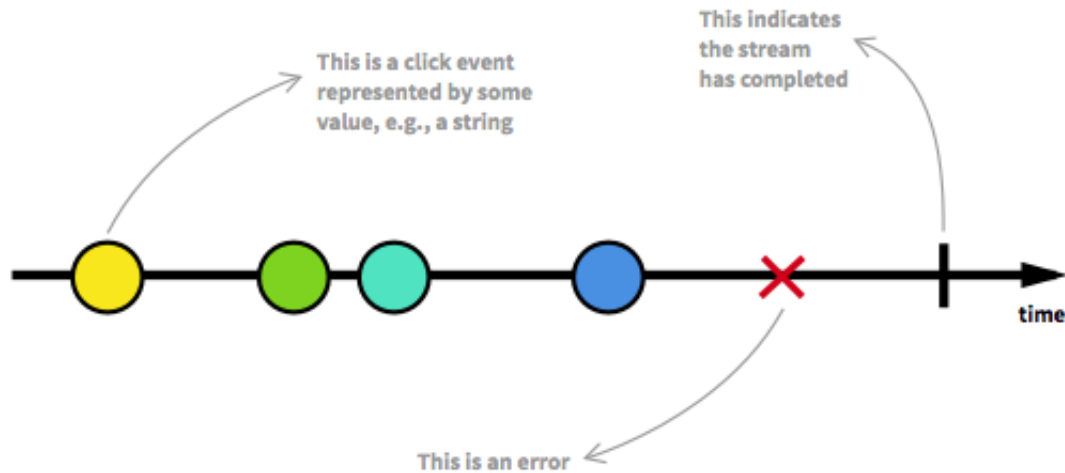 This is a click event
represented by some
value, e.g., a string
This indicates
the stream
has completed
time
This is an error